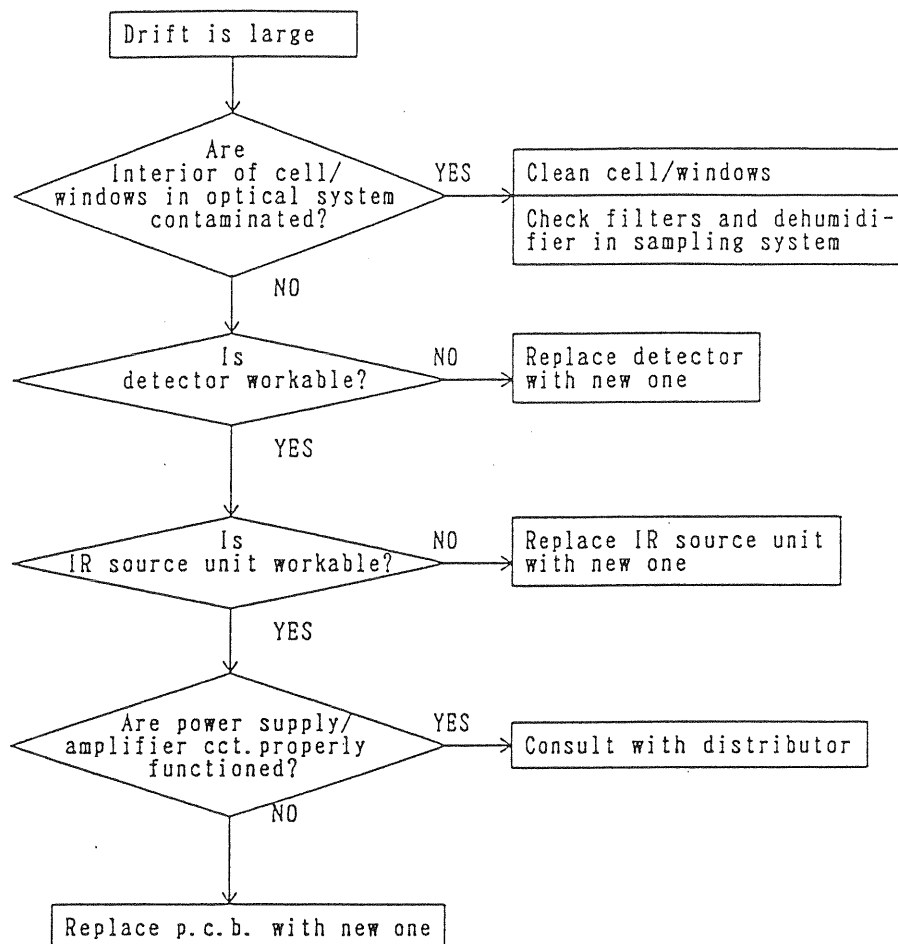 Drift is large
Are
Interior of cell/
windows in optical system
contaminated?
YES
Clean cell/windows
Check filters and dehumidi-
fier in sampling system
NO
Is
detector workable?
NO
Replace detector
with new one
YES
Is
IR source unit workable?
NO
Replace IR source unit
with new one
YES
Are power supply/
amplifier cct.properly
functioned?
YES
Consult with distributor
NO
Replace p.c.b. with new one